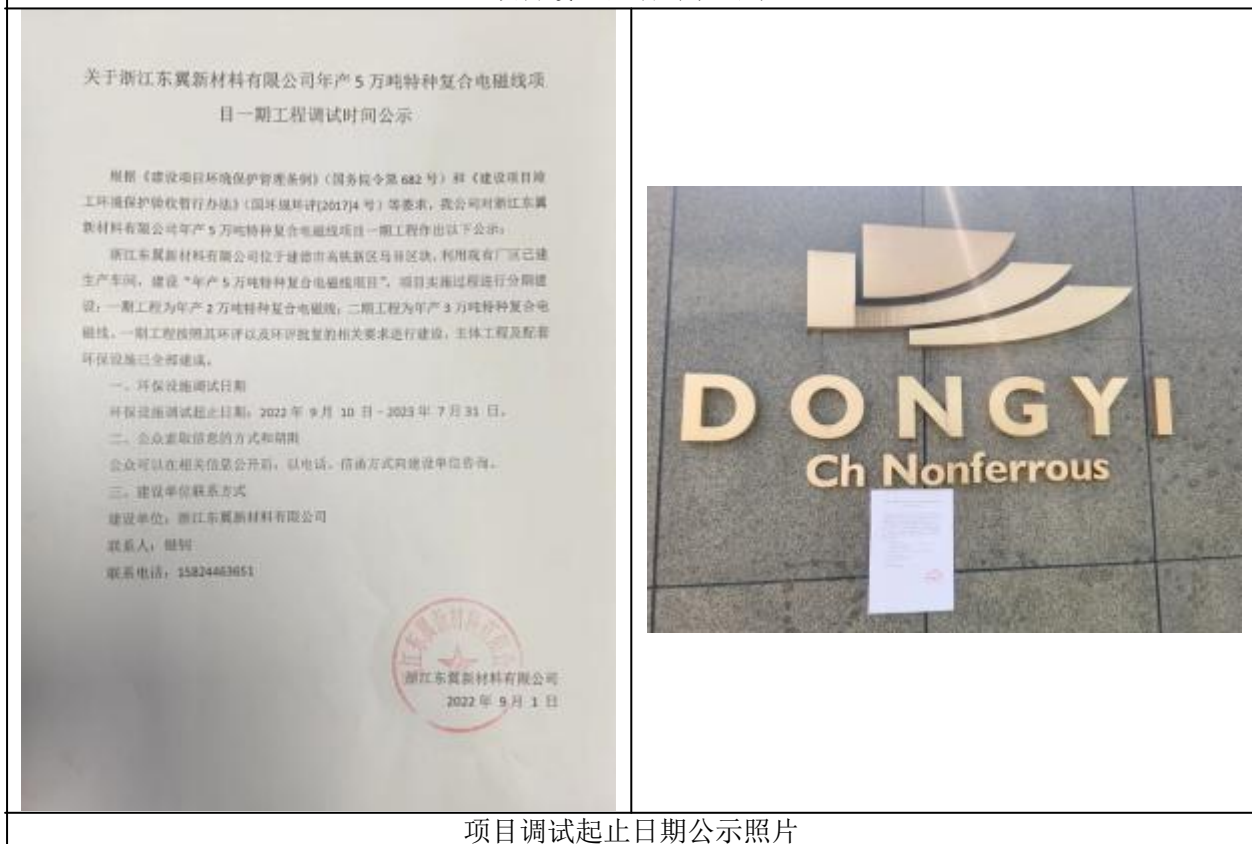 关于浙江东翼新材料有限公司年产 5 万吨特种复合电磁线项
目一期工程调试时间公示
根据《建设项目环境保护管理条例》（国务院令第 682 号）和《建设项目竣
工环境保护验收暂行办法》（国环规环评[2017]4 号）等要求，我公司对浙江东翼
新材料有限公司年产 5 万吨特种复合电磁线项目一期工程作出以下公示：
浙江东翼新材料有限公司位于建德市高铁新区马目区块，利用现有厂区已建
生产车间，建设“年产 5 万吨特种复合电磁线项目”，项目实施过程进行分期建
设：一期工程为年产 2 万吨特种复合电磁线；二期工程为年产 3 万吨特种复合电
磁线。一期工程按照其环评以及环评批复的相关要求进行建设，主体工程及配套
环保设施已全部建成。
一、环保设施调试日期
环保设施调试起止日期：2022 年 9 月 10 日－2023 年 7 月 31 日。
二、公众索取信息的方式和期限
公众可以在相关信息公开后，以电话、信函方式向建设单位咨询。
三、建设单位联系方式
建设单位：浙江东翼新材料有限公司
联系人：
联系电话：15824463651
浙江东翼新材料有限公司
2022 年 9 月 1 日
DONGYI
Ch Nonferrous
项目调试起止日期公示照片